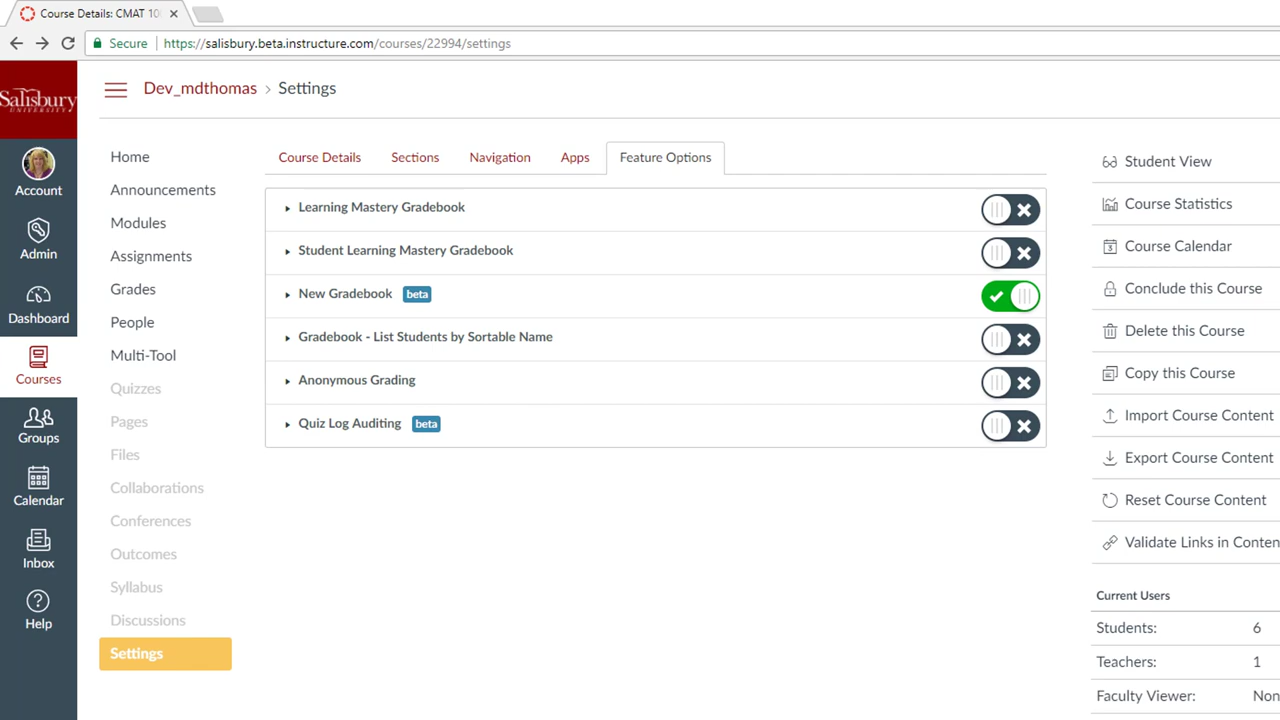 Course Details: CMAT 10
Secure
https://salisbury.beta.instructure.com/courses/22994/settings
Salisbury
UNIVERSITY
Dev_mdthomas > Settings
Account
Admin
Dashboard
Courses
Groups
Calendar
Inbox
Help
Home
Announcements
Modules
Assignments
Grades
People
Multi-Tool
Quizzes
Pages
Files
Collaborations
Conferences
Outcomes
Syllabus
Discussions
Settings
Course Details
Sections
Navigation
Apps
Feature Options
Learning Mastery Gradebook
Student Learning Mastery Gradebook
New Gradebook beta
Gradebook - List Students by Sortable Name
Anonymous Grading
Quiz Log Auditing beta
Student View
Course Statistics
Course Calendar
Conclude this Course
Delete this Course
Copy this Course
Import Course Content
Export Course Content
Reset Course Content
Validate Links in Conten
Current Users
Students: 6
Teachers: 1
Faculty Viewer: Non